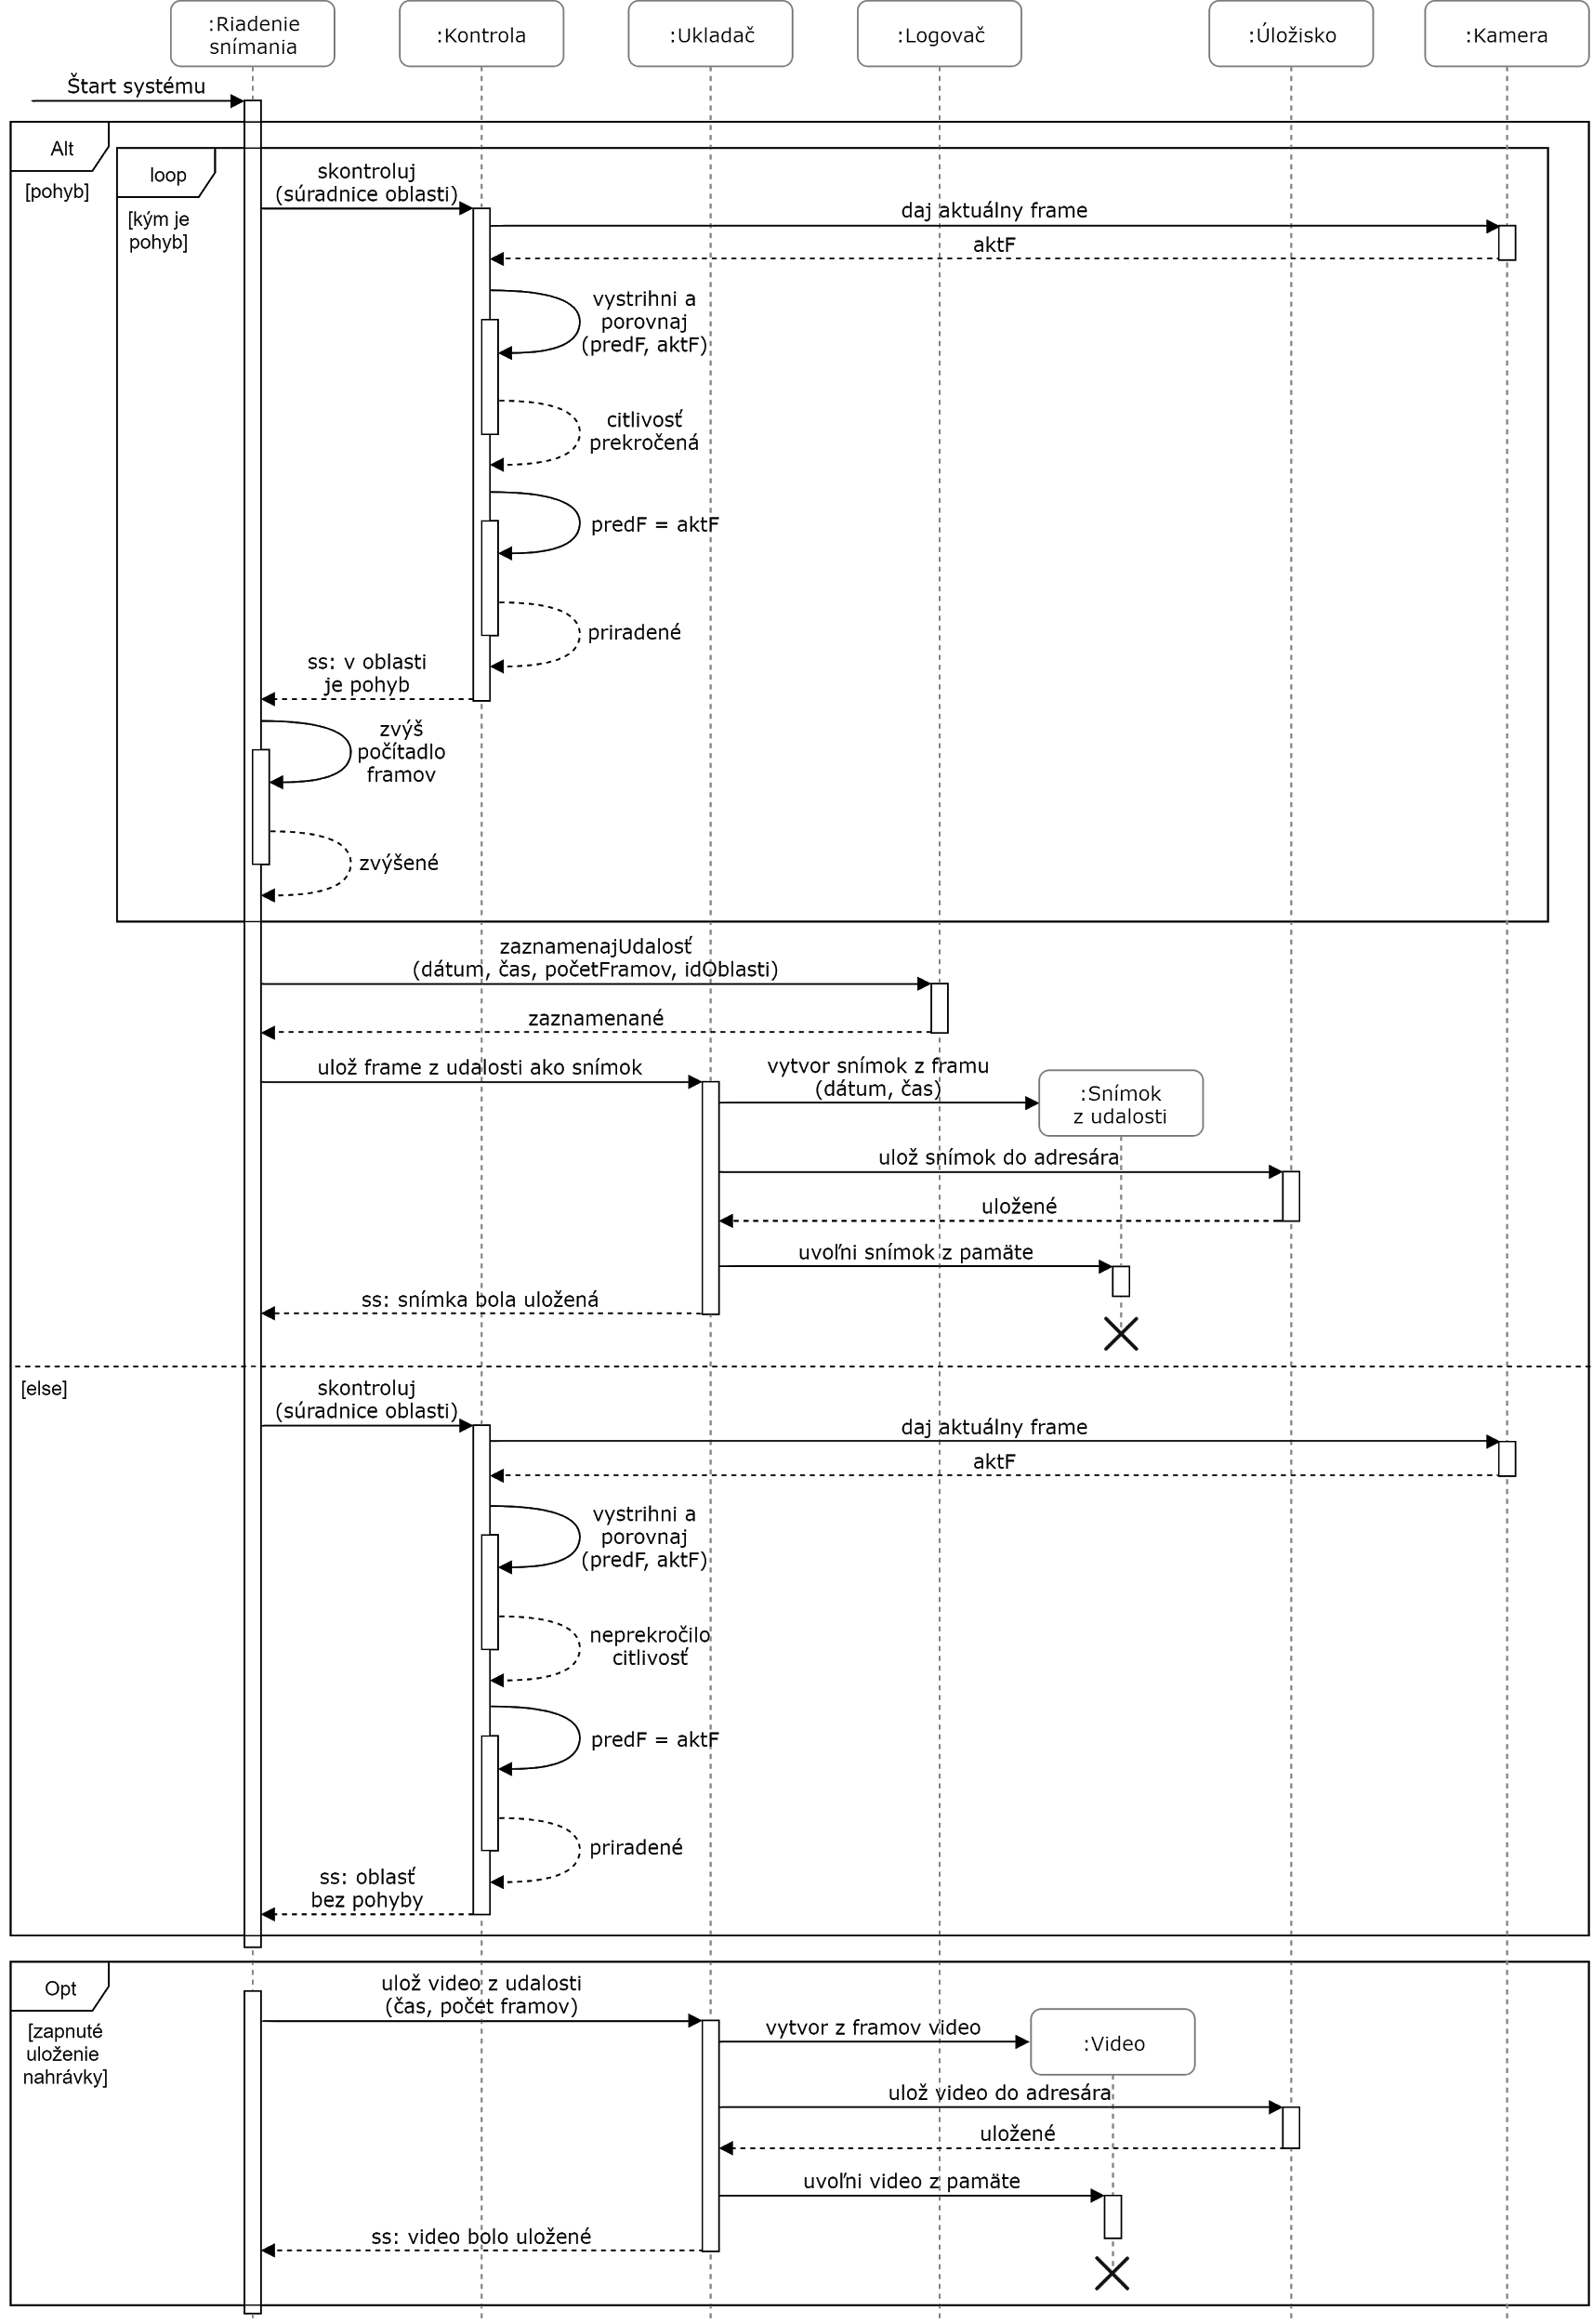 :Riadenie
snímania
:Kontrola
:Ukladač
:Logovač
:Úložisko
:Kamera
Štart systému
Alt
[pohyb]
loop
[kým je
pohyb]
skontroluj
(súradnice oblasti)
daj aktuálny frame
aktF
vystrihni a
porovnaj
(predF, aktF)
citlivosť
prekročená
predF = aktF
priradené
ss: v oblasti
je pohyb
zvýš
počítadlo
framov
zvýšené
zaznamenajUdalosť
(dátum, čas, početFramov, idOblasti)
zaznamenané
ulož frame z udalosti ako snímok
vytvor snímok z framu
(dátum, čas)
:Snímok
z udalosti
ulož snímok do adresára
uložené
uvoľni snímok z pamäte
ss: snímka bola uložená
[else]
skontroluj
(súradnice oblasti)
daj aktuálny frame
aktF
vystrihni a
porovnaj
(predF, aktF)
neprekročilo
citlivosť
predF = aktF
priradené
ss: oblasť
bez pohyby
Opt
[zapnuté
uloženie
nahrávky]
ulož video z udalosti
(čas, počet framov)
vytvor z framov video
:Video
ulož video do adresára
uložené
uvoľni video z pamäte
ss: video bolo uložené